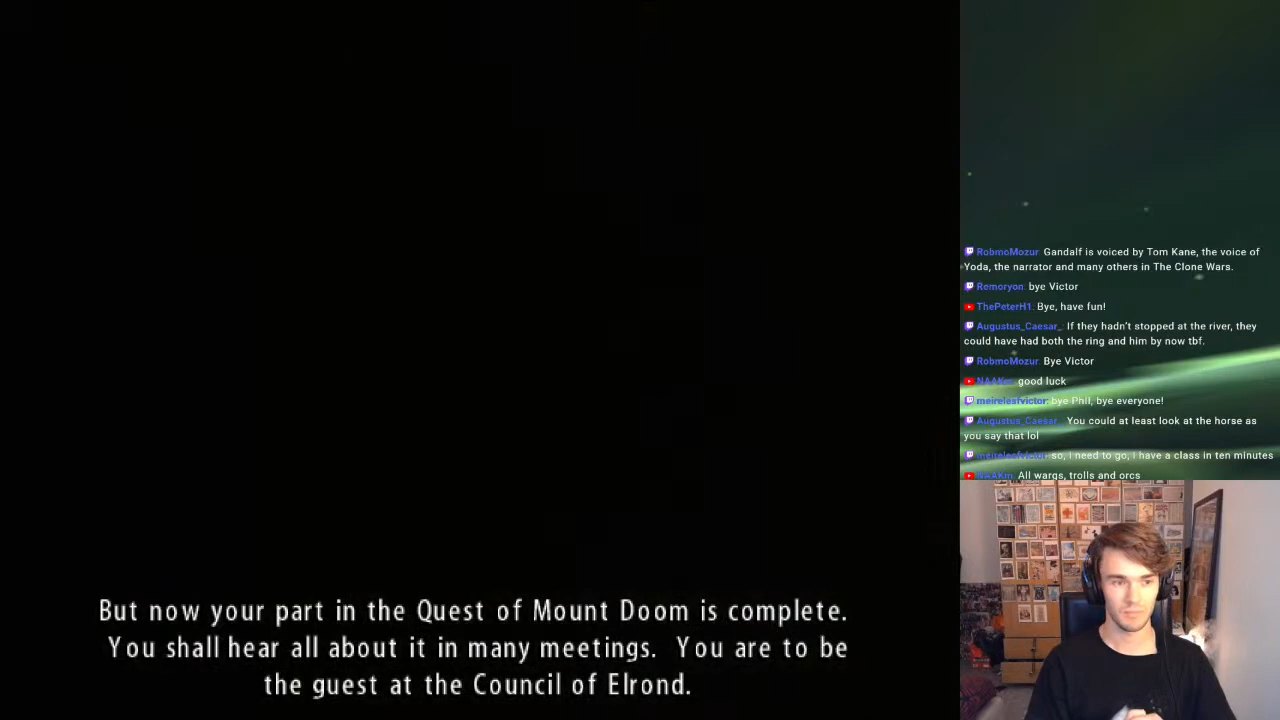 RobmoMozur: Gandalf is voiced by Tom Kane, the voice of
Yoda, the narrator and many others in The Clone Wars.
Remoryon: bye Victor
ThePeterH1: Bye, have fun!
Augustus_Caesar_: If they hadn't stopped at the river, they
could have had both the ring and him by now tbf.
RobmoMozur: Bye Victor
good luck
meirelesfvictor: bye Phil, bye everyone!
Augustus_Caesar_: You could at least look at the horse as
you say that lol
meirelesfvictor: so, I need to go, I have a class in ten minutes
All wargs, trolls and orcs
But now your part in the Quest of Mount Doom is complete.
You shall hear all about it in many meetings. You are to be
the guest at the Council of Elrond.